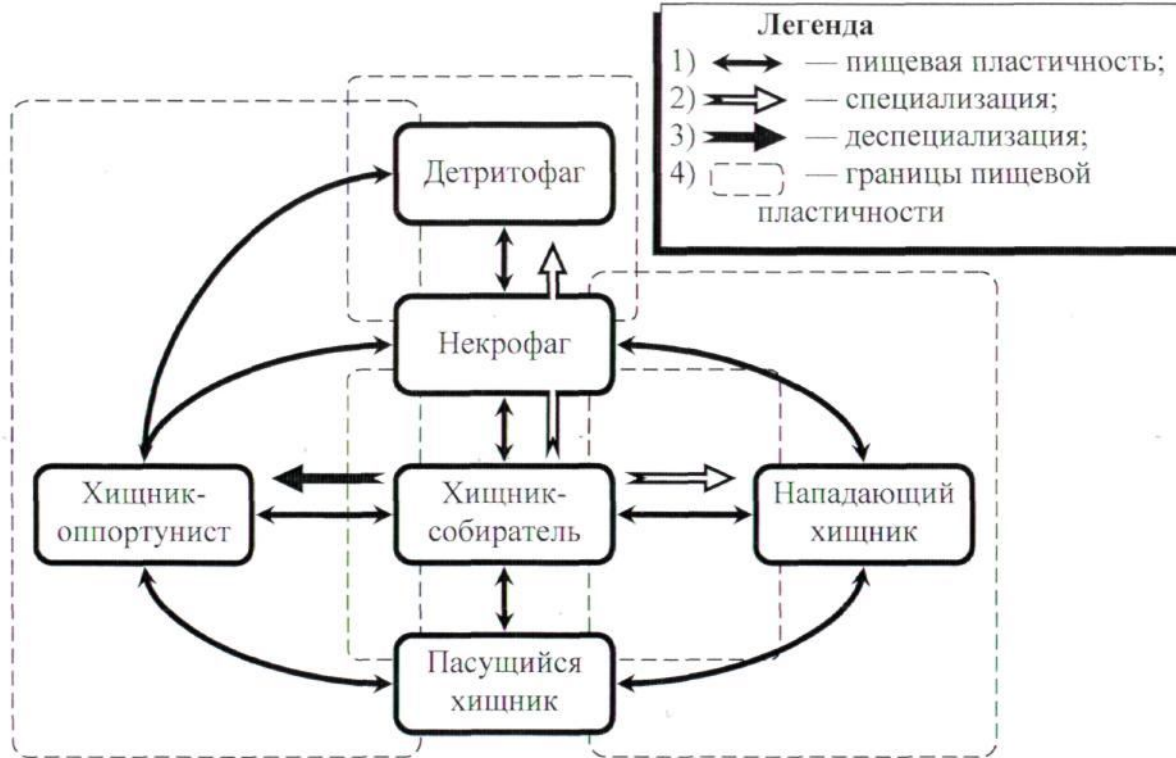 Легенда
1) — пищевая пластичность;
2) — специализация;
3) — деспециализация;
4) — границы пищевой
пластичности
Детритофаг
Некрофаг
Хищник-
оппортунист
Хищник-
собиратель
Нападающий
хищник
Пасущийся
хищник